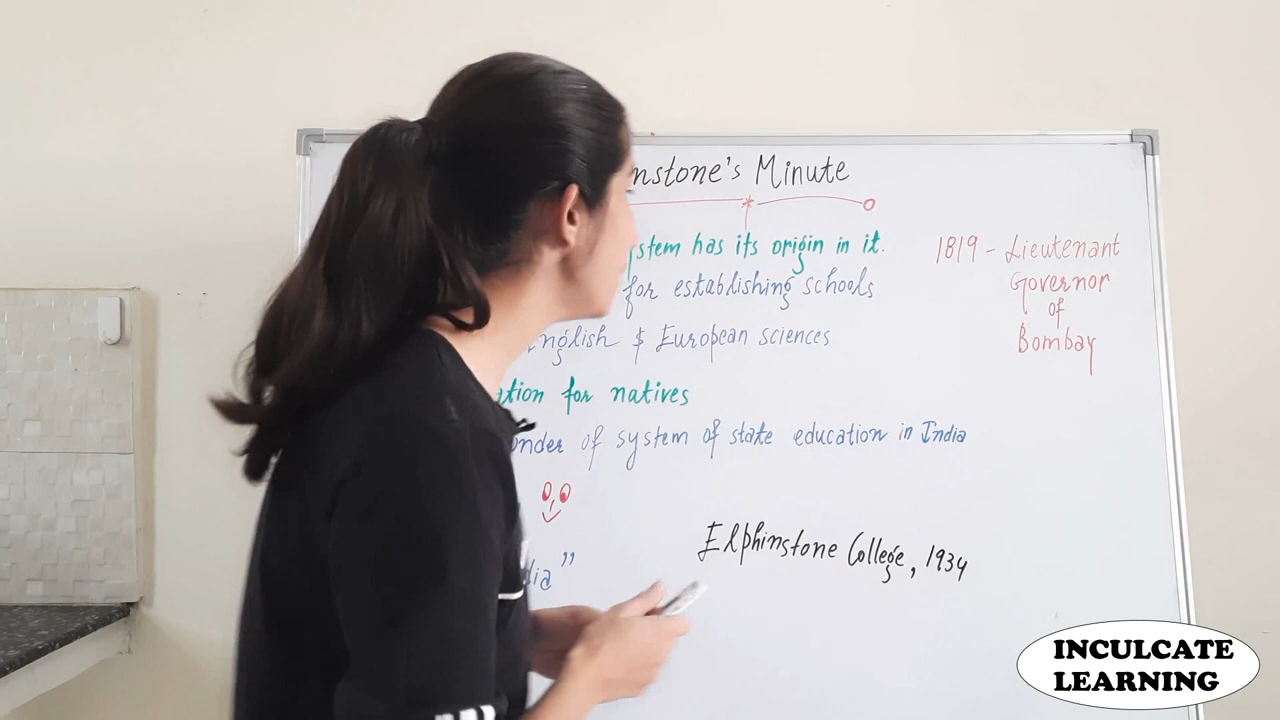 nstone's Minute
stem has its origin in it.
for establishing schools
nglish & European sciences
ation for natives
onder of system of state education in India
dia"
1819 - Lieutenant
Governor
of
Bombay
Elphinstone College, 1934
INCULCATE
LEARNING